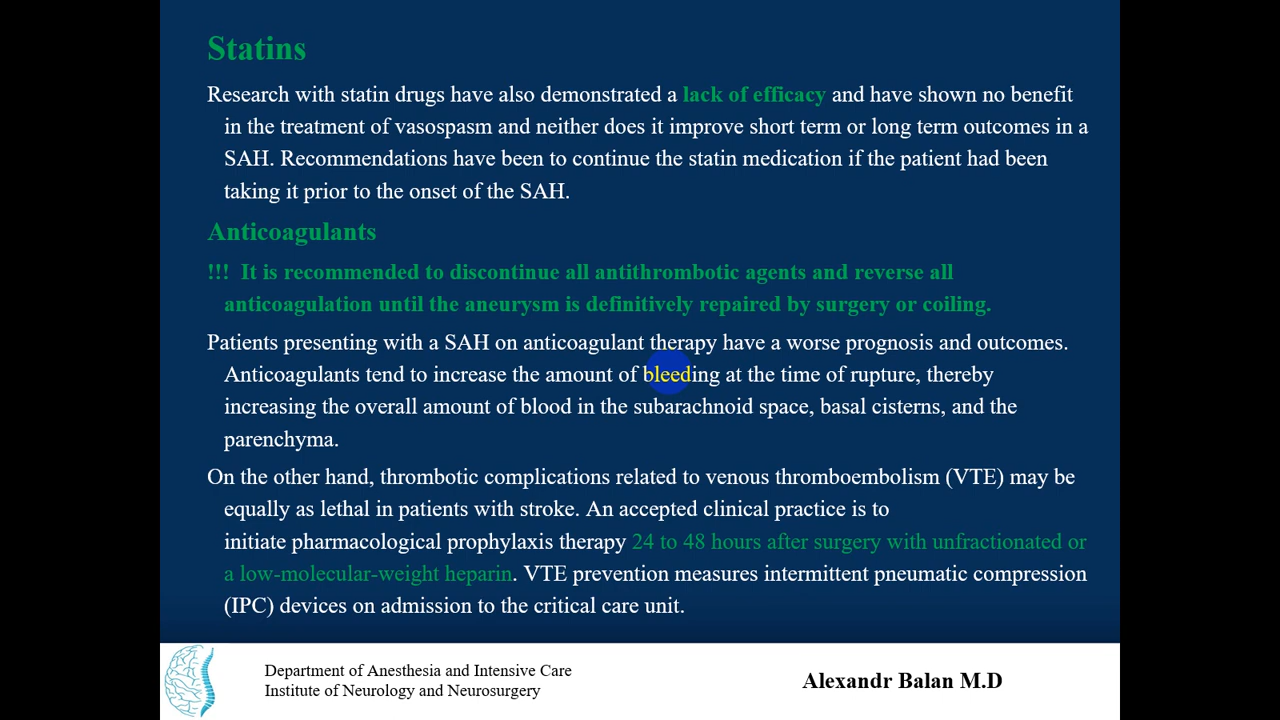 Statins
Research with statin drugs have also demonstrated a lack of efficacy and have shown no benefit
in the treatment of vasospasm and neither does it improve short term or long term outcomes in a
SAH. Recommendations have been to continue the statin medication if the patient had been
taking it prior to the onset of the SAH.
Anticoagulants
!!! It is recommended to discontinue all antithrombotic agents and reverse all
anticoagulation until the aneurysm is definitively repaired by surgery or coiling.
Patients presenting with a SAH on anticoagulant therapy have a worse prognosis and outcomes.
Anticoagulants tend to increase the amount of bleeding at the time of rupture, thereby
increasing the overall amount of blood in the subarachnoid space, basal cisterns, and the
parenchyma.
On the other hand, thrombotic complications related to venous thromboembolism (VTE) may be
equally as lethal in patients with stroke. An accepted clinical practice is to
initiate pharmacological prophylaxis therapy 24 to 48 hours after surgery with unfractionated or
a low-molecular-weight heparin. VTE prevention measures intermittent pneumatic compression
(IPC) devices on admission to the critical care unit.
Department of Anesthesia and Intensive Care
Institute of Neurology and Neurosurgery
Alexandr Balan M.D